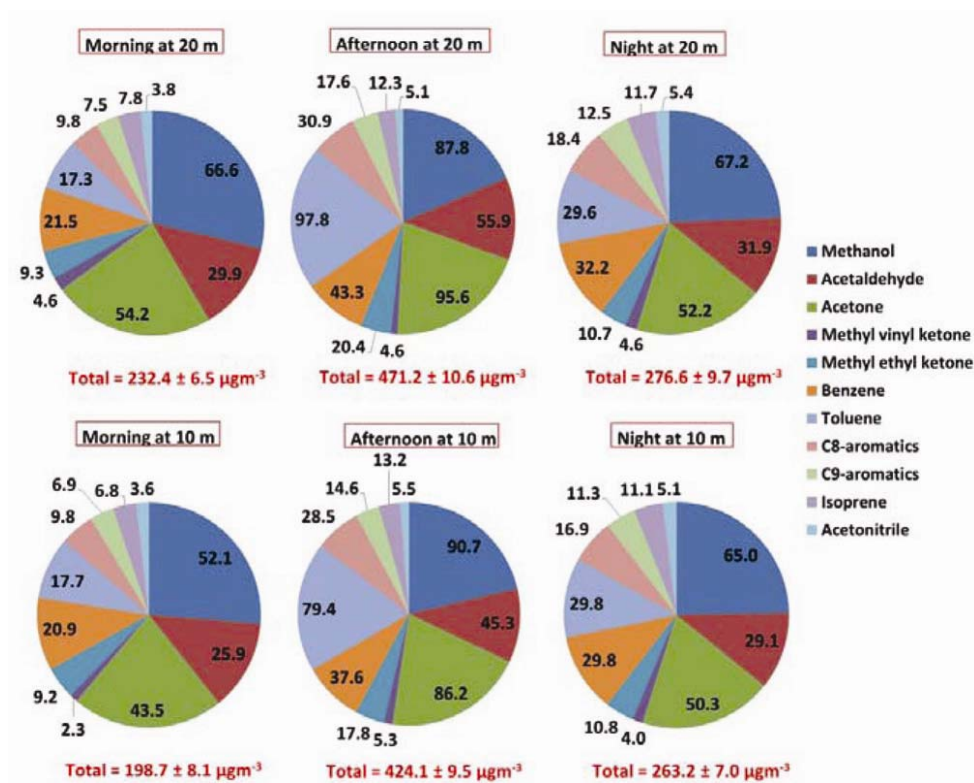 Morning at 20 m
Afternoon at 20 m
Night at 20 m
3.8
7.8
7.5
9.8
17.3
21.5
9.3
4.6
54.2
29.9
66.6
5.1
12.3
17.6
30.9
97.8
43.3
20.4
4.6
95.6
55.9
87.8
5.4
11.7
12.5
18.4
29.6
32.2
10.7
4.6
52.2
31.9
67.2
Total = 232.4 ± 6.5 µgm⁻³
Total = 471.2 ± 10.6 µgm⁻³
Total = 276.6 ± 9.7 µgm⁻³
Methanol
Acetaldehyde
Acetone
Methyl vinyl ketone
Methyl ethyl ketone
Benzene
Toluene
C8-aromatics
C9-aromatics
Isoprene
Acetonitrile
Morning at 10 m
Afternoon at 10 m
Night at 10 m
3.6
6.8
6.9
9.8
17.7
20.9
9.2
2.3
43.5
25.9
52.1
5.5
13.2
14.6
28.5
79.4
37.6
17.8
5.3
86.2
45.3
90.7
5.1
11.1
11.3
16.9
29.8
29.8
10.8
4.0
50.3
29.1
65.0
Total = 198.7 ± 8.1 µgm⁻³
Total = 424.1 ± 9.5 µgm⁻³
Total = 263.2 ± 7.0 µgm⁻³